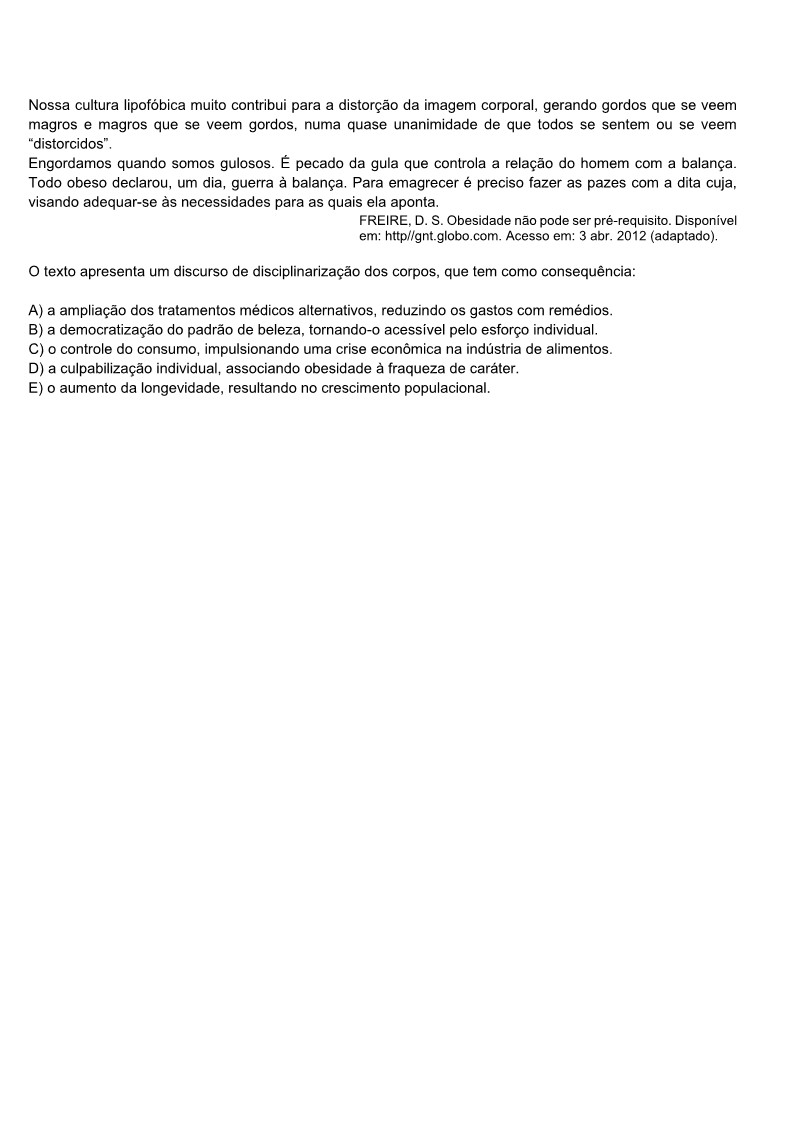 Nossa cultura lipofóbica muito contribui para a distorção da imagem corporal, gerando gordos que se veem
magros e magros que se veem gordos, numa quase unanimidade de que todos se sentem ou se veem
“distorcidos”.
Engordamos quando somos gulosos. É pecado da gula que controla a relação do homem com a balança.
Todo obeso declarou, um dia, guerra à balança. Para emagrecer é preciso fazer as pazes com a dita cuja,
visando adequar-se às necessidades para as quais ela aponta.
FREIRE, D. S. Obesidade não pode ser pré-requisito. Disponível
em: http//gnt.globo.com. Acesso em: 3 abr. 2012 (adaptado).
O texto apresenta um discurso de disciplinarização dos corpos, que tem como consequência:
A) a ampliação dos tratamentos médicos alternativos, reduzindo os gastos com remédios.
B) a democratização do padrão de beleza, tornando-o acessível pelo esforço individual.
C) o controle do consumo, impulsionando uma crise econômica na indústria de alimentos.
D) a culpabilização individual, associando obesidade à fraqueza de caráter.
E) o aumento da longevidade, resultando no crescimento populacional.